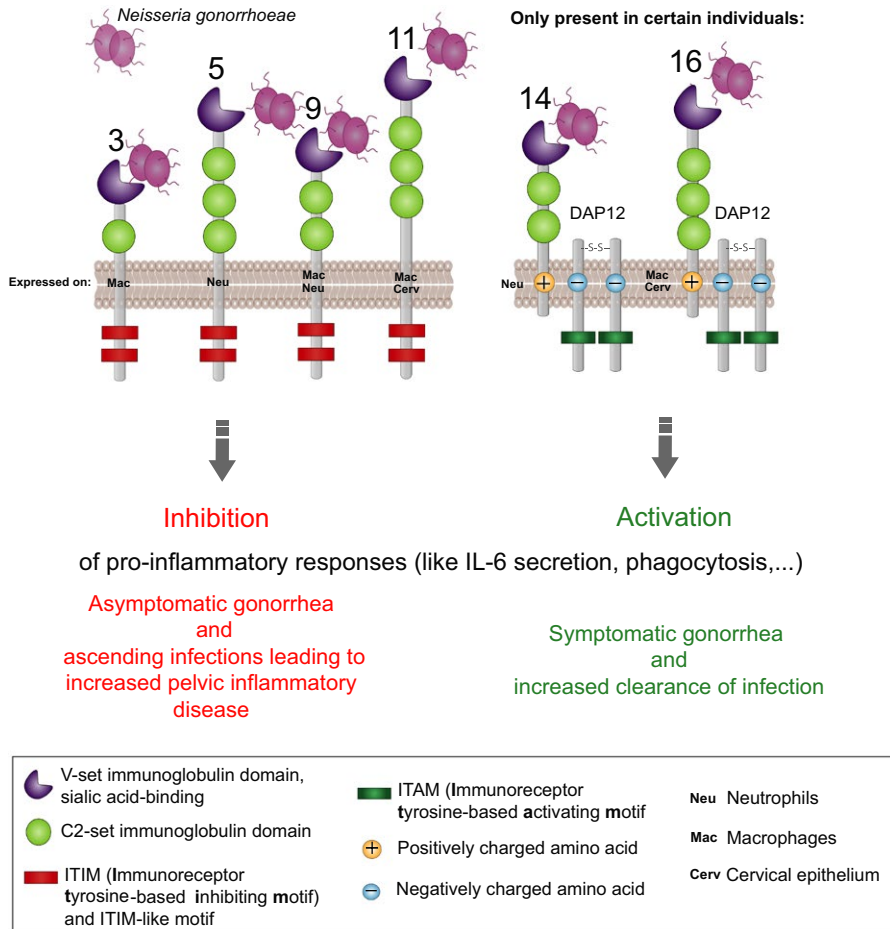 Neisseria gonorrhoeae
Only present in certain individuals:
3
5
9
11
14
16
DAP12
DAP12
--S-S--
--S-S--
Expressed on:
Mac
Neu
Mac
Neu
Mac
Cerv
Neu
+
−
−
Mac
Cerv
+
−
−
Inhibition
Activation
of pro-inflammatory responses (like IL-6 secretion, phagocytosis,...)
Asymptomatic gonorrhea
and
ascending infections leading to
increased pelvic inflammatory
disease
Symptomatic gonorrhea
and
increased clearance of infection
V-set immunoglobulin domain,
sialic acid-binding
C2-set immunoglobulin domain
ITIM (Immunoreceptor
tyrosine-based inhibiting motif)
and ITIM-like motif
ITAM (Immunoreceptor
tyrosine-based activating motif
+ Positively charged amino acid
− Negatively charged amino acid
Neu Neutrophils
Mac Macrophages
Cerv Cervical epithelium